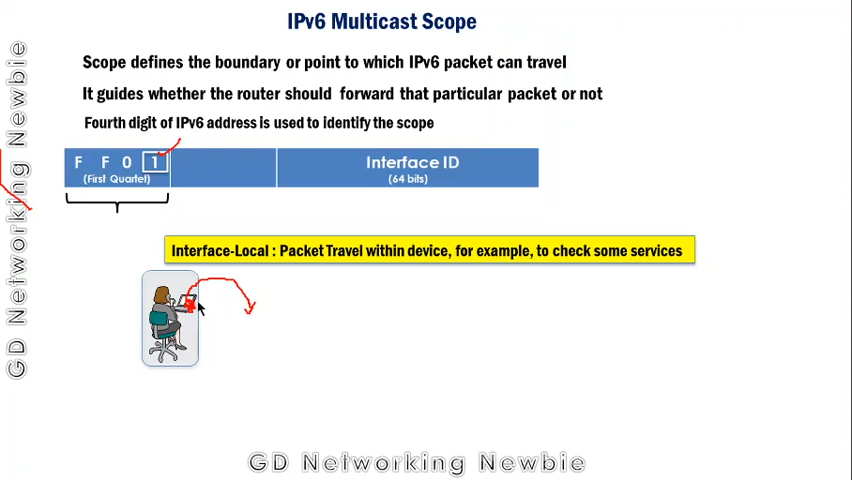 IPv6 Multicast Scope
Scope defines the boundary or point to which IPv6 packet can travel
It guides whether the router should forward that particular packet or not
Fourth digit of IPv6 address is used to identify the scope
F F 0 1
(First Quartet)
Interface ID
(64 bits)
Interface-Local : Packet Travel within device, for example, to check some services
GD Networking Newbie
GD Networking Newbie